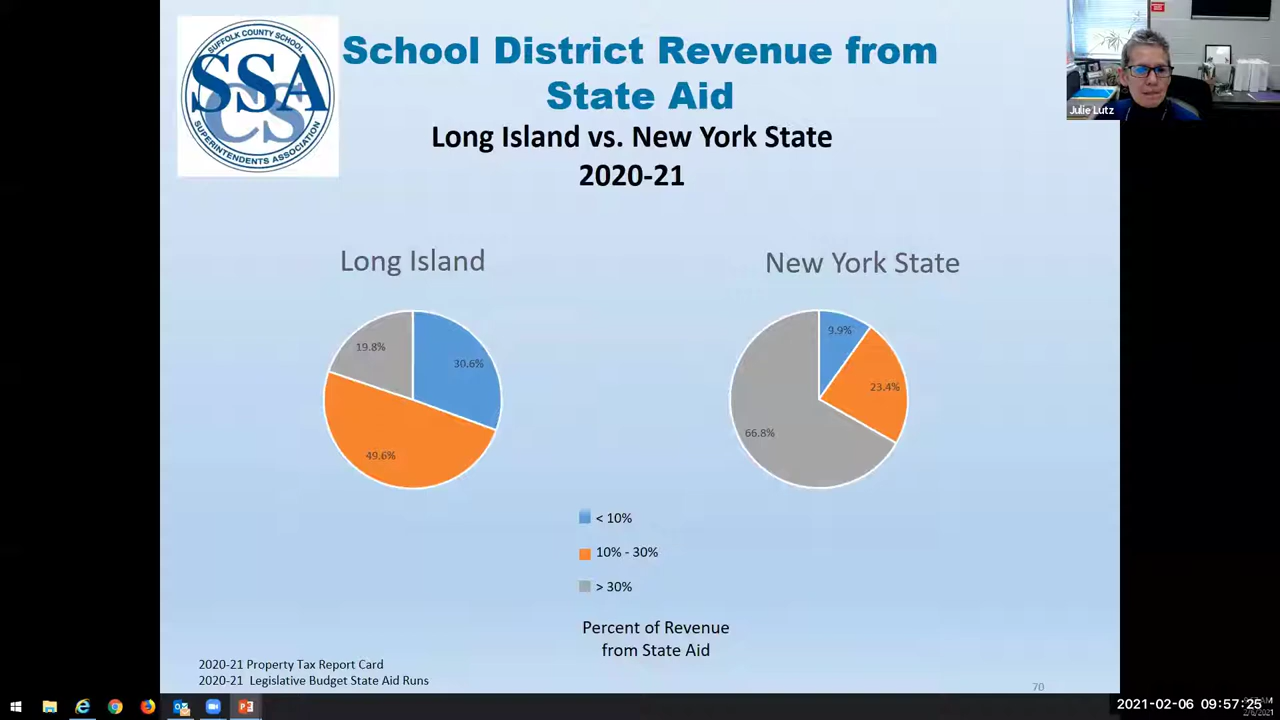 SUFFOLK COUNTY SCHOOL
SSA
CS
SUPERINTENDENTS ASSOCIATION
School District Revenue from
State Aid
Long Island vs. New York State
2020-21
Julie Lutz
Long Island
New York State
19.8%
30.6%
49.6%
9.9%
23.4%
66.8%
< 10%
10% - 30%
> 30%
Percent of Revenue
from State Aid
2020-21 Property Tax Report Card
2020-21 Legislative Budget State Aid Runs
70
2021-02-06 09:57:25